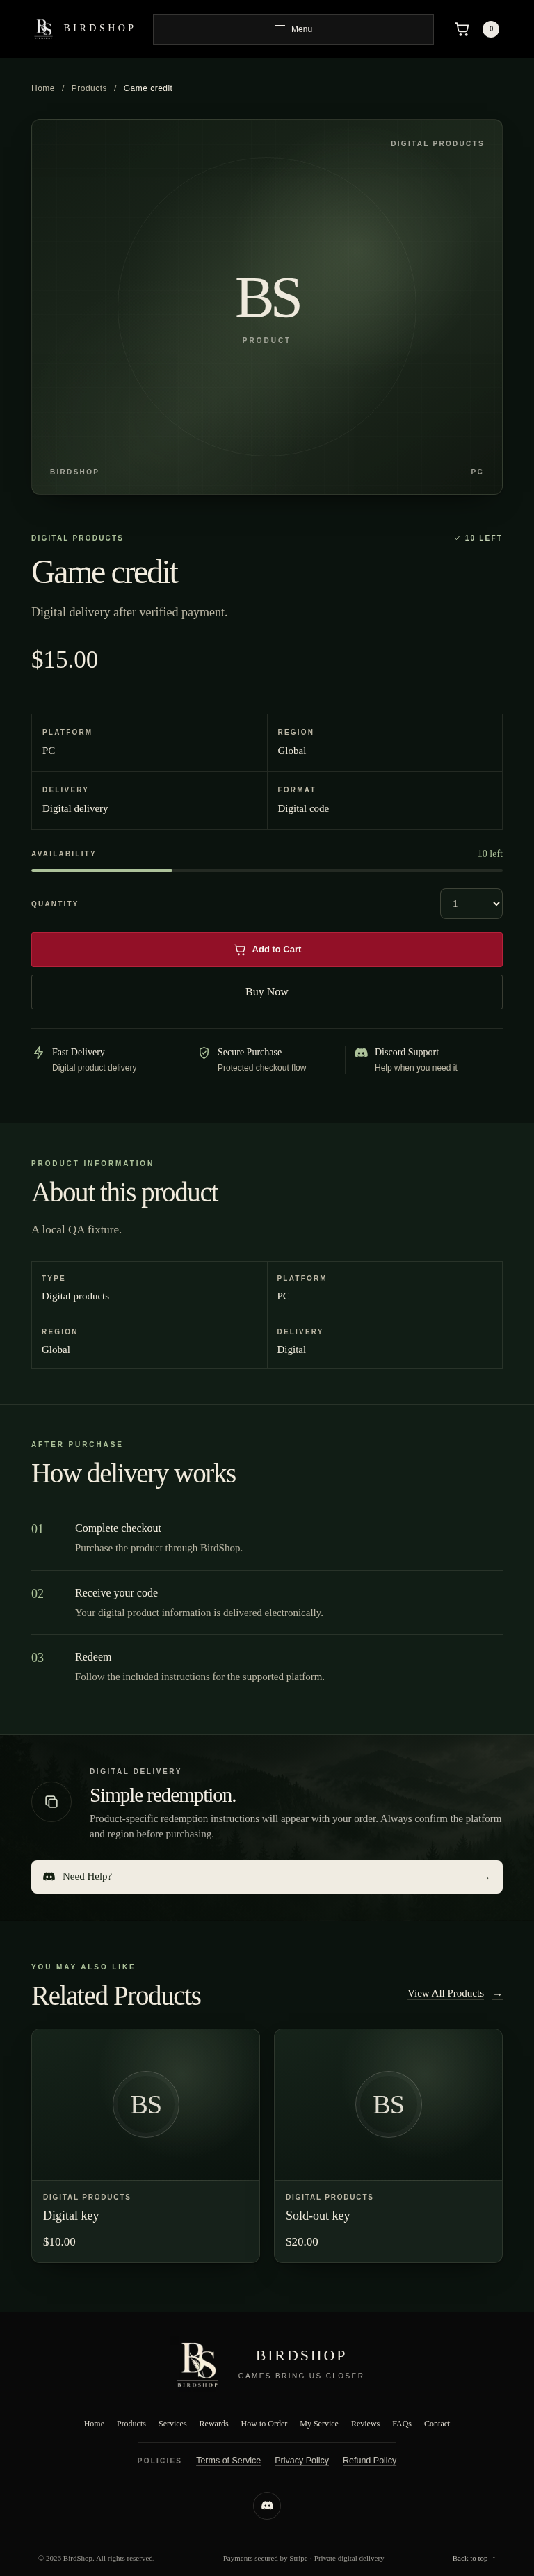 BS
BIRDSHOP
BIRDSHOP
Menu
0
Home / Products / Game credit
DIGITAL PRODUCTS
BS
PRODUCT
BIRDSHOP
PC
DIGITAL PRODUCTS
10 LEFT
Game credit
Digital delivery after verified payment.
$15.00
PLATFORM
PC
REGION
Global
DELIVERY
Digital delivery
FORMAT
Digital code
AVAILABILITY
10 left
QUANTITY
1
Add to Cart
Buy Now
Fast Delivery
Digital product delivery
Secure Purchase
Protected checkout flow
Discord Support
Help when you need it
PRODUCT INFORMATION
About this product
A local QA fixture.
TYPE
Digital products
PLATFORM
PC
REGION
Global
DELIVERY
Digital
AFTER PURCHASE
How delivery works
01
Complete checkout
Purchase the product through BirdShop.
02
Receive your code
Your digital product information is delivered electronically.
03
Redeem
Follow the included instructions for the supported platform.
DIGITAL DELIVERY
Simple redemption.
Product-specific redemption instructions will appear with your order. Always confirm the platform
and region before purchasing.
Need Help? →
YOU MAY ALSO LIKE
Related Products
View All Products →
BS
DIGITAL PRODUCTS
Digital key
$10.00
BS
DIGITAL PRODUCTS
Sold-out key
$20.00
BS
BIRDSHOP
BIRDSHOP
GAMES BRING US CLOSER
Home Products Services Rewards How to Order My Service Reviews FAQs Contact
POLICIES Terms of Service Privacy Policy Refund Policy
© 2026 BirdShop. All rights reserved.
Payments secured by Stripe · Private digital delivery
Back to top ↑